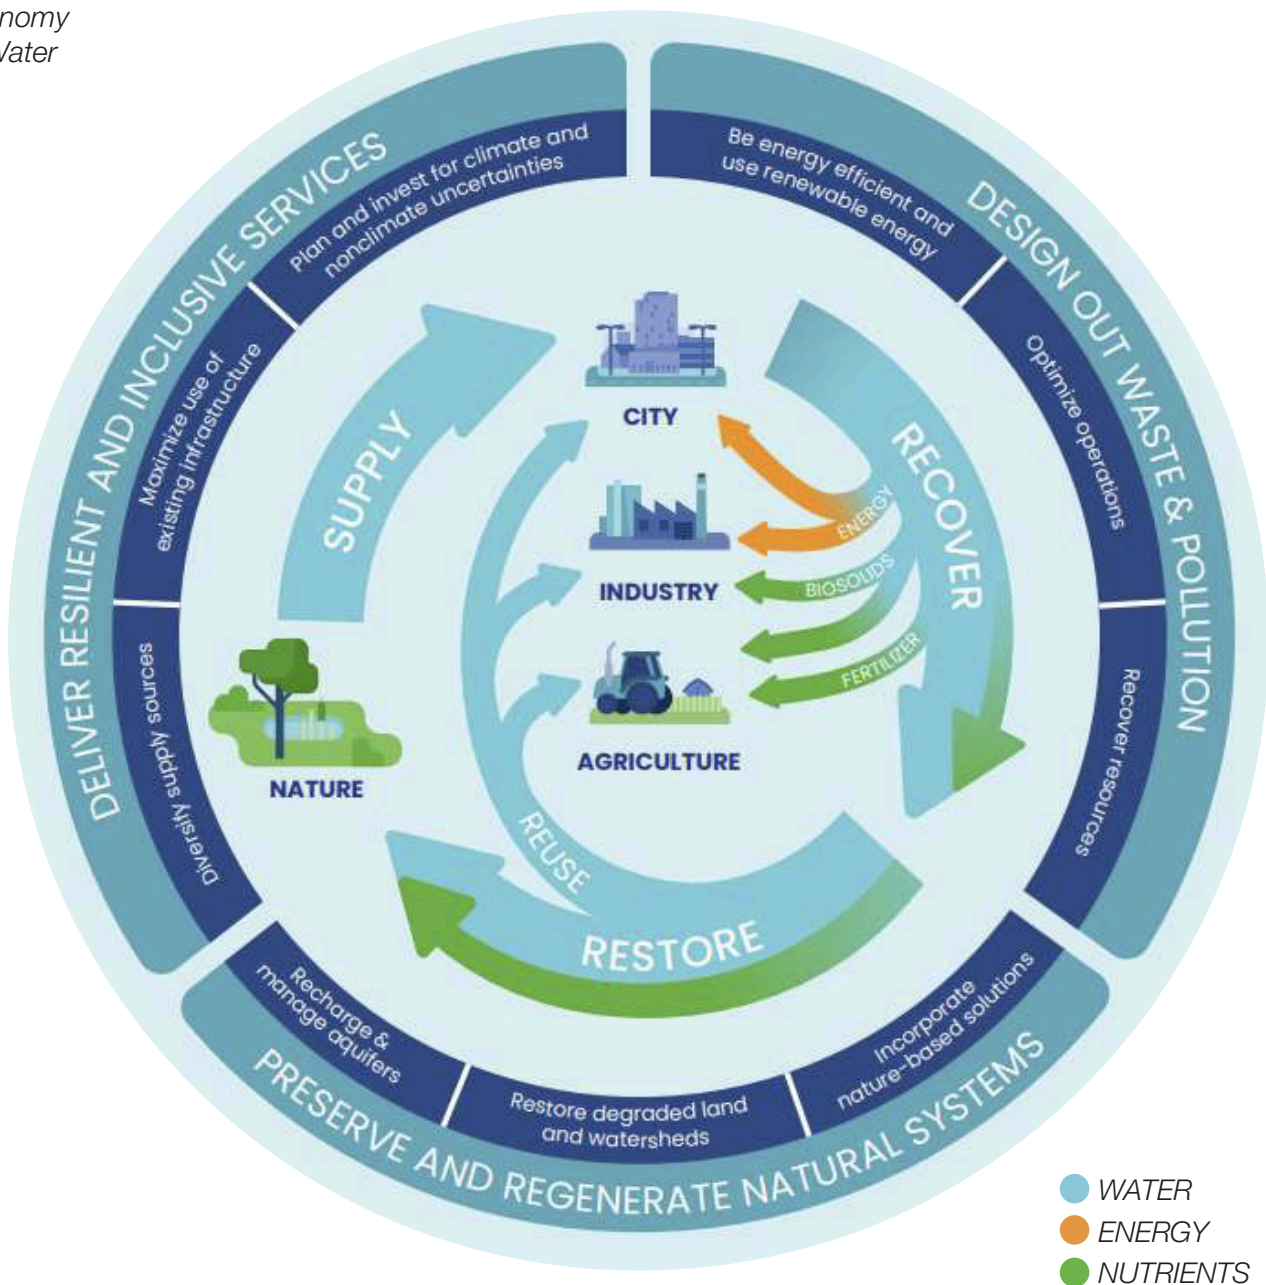 Water
DELIVER RESILIENT AND INCLUSIVE SERVICES
Plan and invest for climate and
nonclimate uncertainties
Maximize use of
existing infrastructure
Diversify supply sources
DESIGN OUT WASTE & POLLUTION
Be energy efficient and
use renewable energy
Optimize operations
Recover resources
PRESERVE AND REGENERATE NATURAL SYSTEMS
Recharge &
manage aquifers
Restore degraded land
and watersheds
Incorporate
nature-based solutions
SUPPLY
CITY
RECOVER
ENERGY
INDUSTRY
BIOSOLIDS
FERTILIZER
AGRICULTURE
NATURE
REUSE
RESTORE
WATER
ENERGY
NUTRIENTS